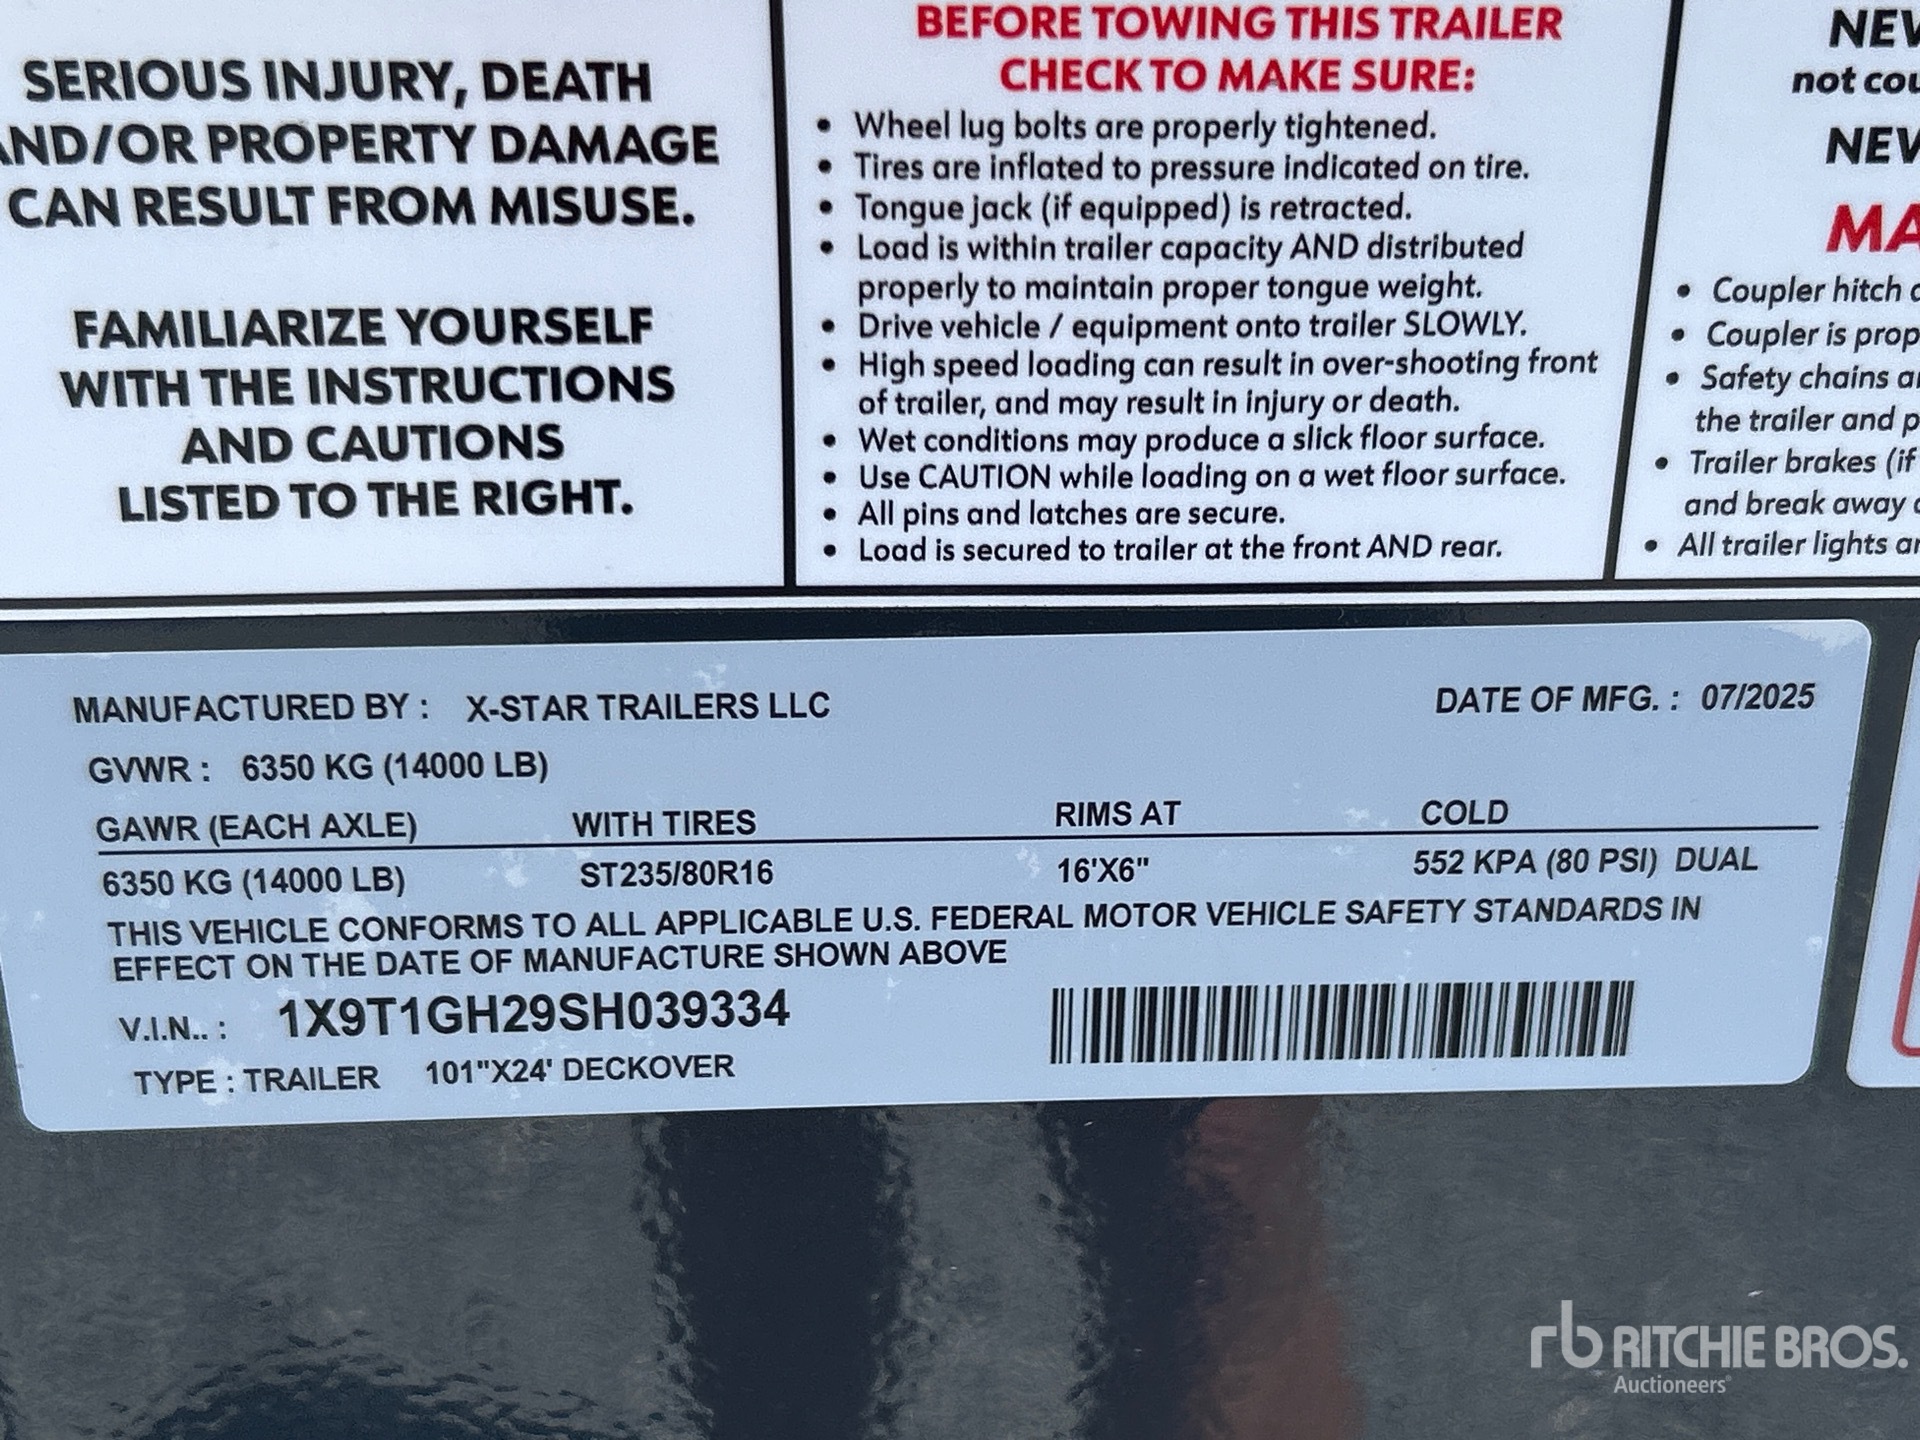 SERIOUS INJURY, DEATH
AND/OR PROPERTY DAMAGE
CAN RESULT FROM MISUSE.
FAMILIARIZE YOURSELF
WITH THE INSTRUCTIONS
AND CAUTIONS
LISTED TO THE RIGHT.
BEFORE TOWING THIS TRAILER
CHECK TO MAKE SURE:
• Wheel lug bolts are properly tightened.
• Tires are inflated to pressure indicated on tire.
• Tongue jack (if equipped) is retracted.
• Load is within trailer capacity AND distributed
properly to maintain proper tongue weight.
• Drive vehicle / equipment onto trailer SLOWLY.
• High speed loading can result in over-shooting front
of trailer, and may result in injury or death.
• Wet conditions may produce a slick floor surface.
• Use CAUTION while loading on a wet floor surface.
• All pins and latches are secure.
• Load is secured to trailer at the front AND rear.
not
• Coupler hitch
• Coupler is
• Safety chains
the trailer and
• Trailer brakes (if
and break away
• All trailer lights
MANUFACTURED BY : X-STAR TRAILERS LLC DATE OF MFG. : 07/2025
GVWR : 6350 KG (14000 LB)
GAWR (EACH AXLE) WITH TIRES RIMS AT COLD
6350 KG (14000 LB) ST235/80R16 16'X6" 552 KPA (80 PSI) DUAL
THIS VEHICLE CONFORMS TO ALL APPLICABLE U.S. FEDERAL MOTOR VEHICLE SAFETY STANDARDS IN
EFFECT ON THE DATE OF MANUFACTURE SHOWN ABOVE
V.I.N.. : 1X9T1GH29SH039334
TYPE : TRAILER 101"X24' DECKOVER
rb RITCHIE BROS.
Auctioneers